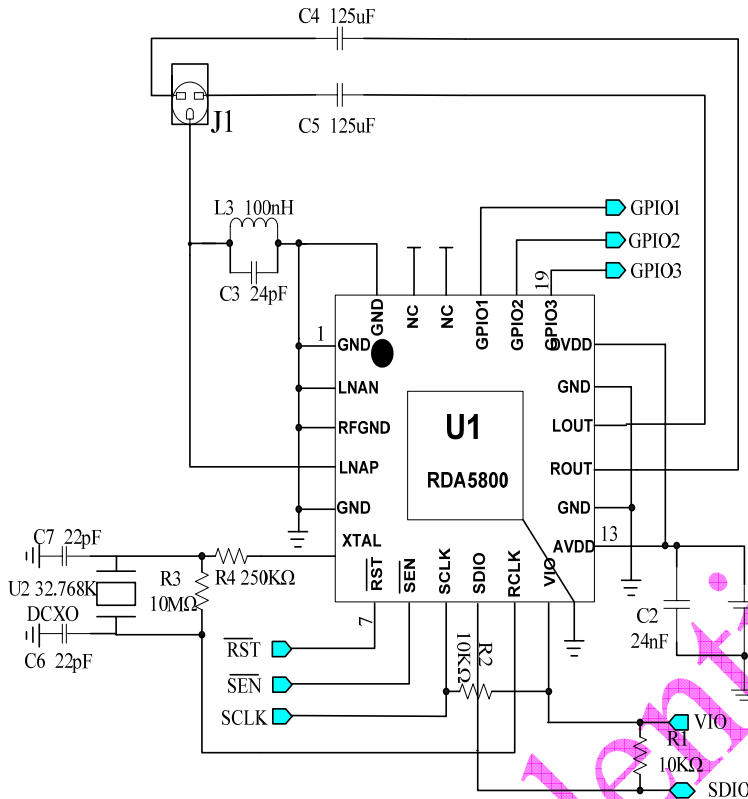 C4 125uF
J1
C5 125uF
L3 100nH
C3 24pF
GPIO1
GPIO2
GPIO3
19
GND
NC
NC
GPIO1
GPIO2
GPIO3
1
GND
LNAN
RFGND
LNAP
GND
XTAL
U1
RDA5800
DVDD
GND
LOUT
ROUT
GND
AVDD
13
RST
SEN
SCLK
SDIO
RCLK
VIO
7
C7 22pF
U2 32.768K
DCXO
C6 22pF
R3
10MΩ
R4 250KΩ
RST
SEN
SCLK
R2
10KΩ
C2
24nF
VIO
R1
10KΩ
SDIO